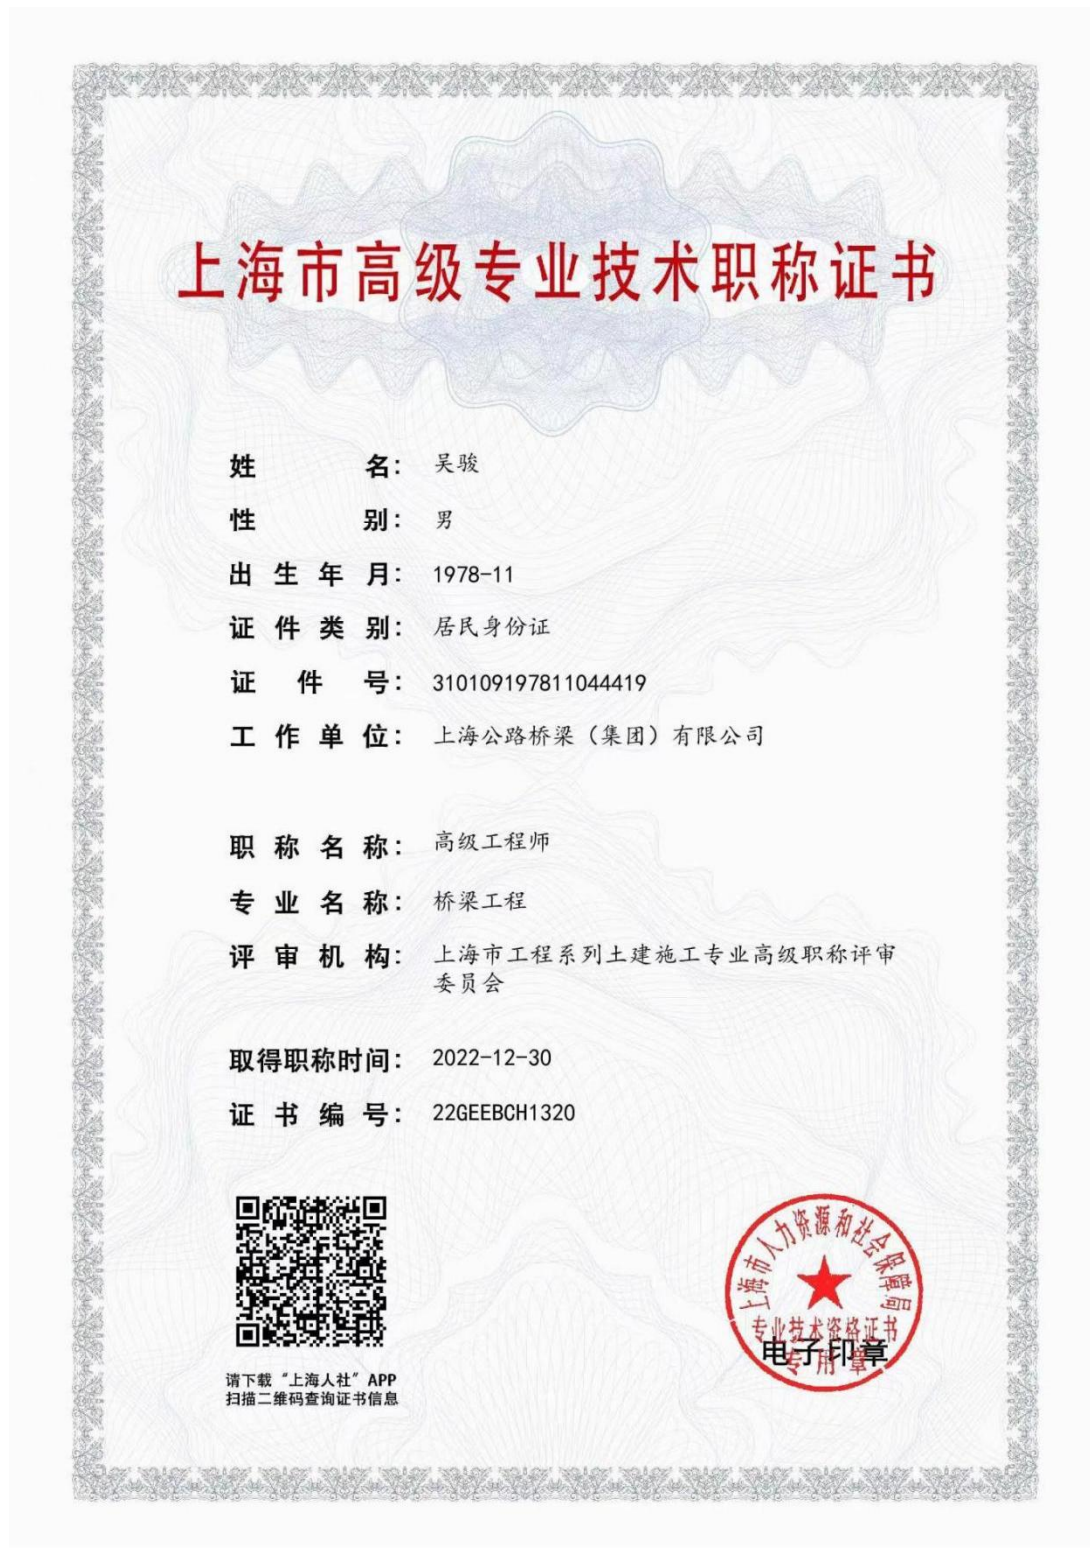 上海市高级专业技术职称证书
姓名：吴骏
性别：男
出生年月：1978-11
证件类别：居民身份证
证件号：310109197811044419
工作单位：上海公路桥梁（集团）有限公司
职称名称：高级工程师
专业名称：桥梁工程
评审机构：上海市工程系列土建施工专业高级职称评审
委员会
取得职称时间：2022-12-30
证书编号：22GEEBCH1320
请下载“上海人社”APP
扫描二维码查询证书信息
上海市人力资源和社会保障局
专业技术资格证书
专用章
电子印章